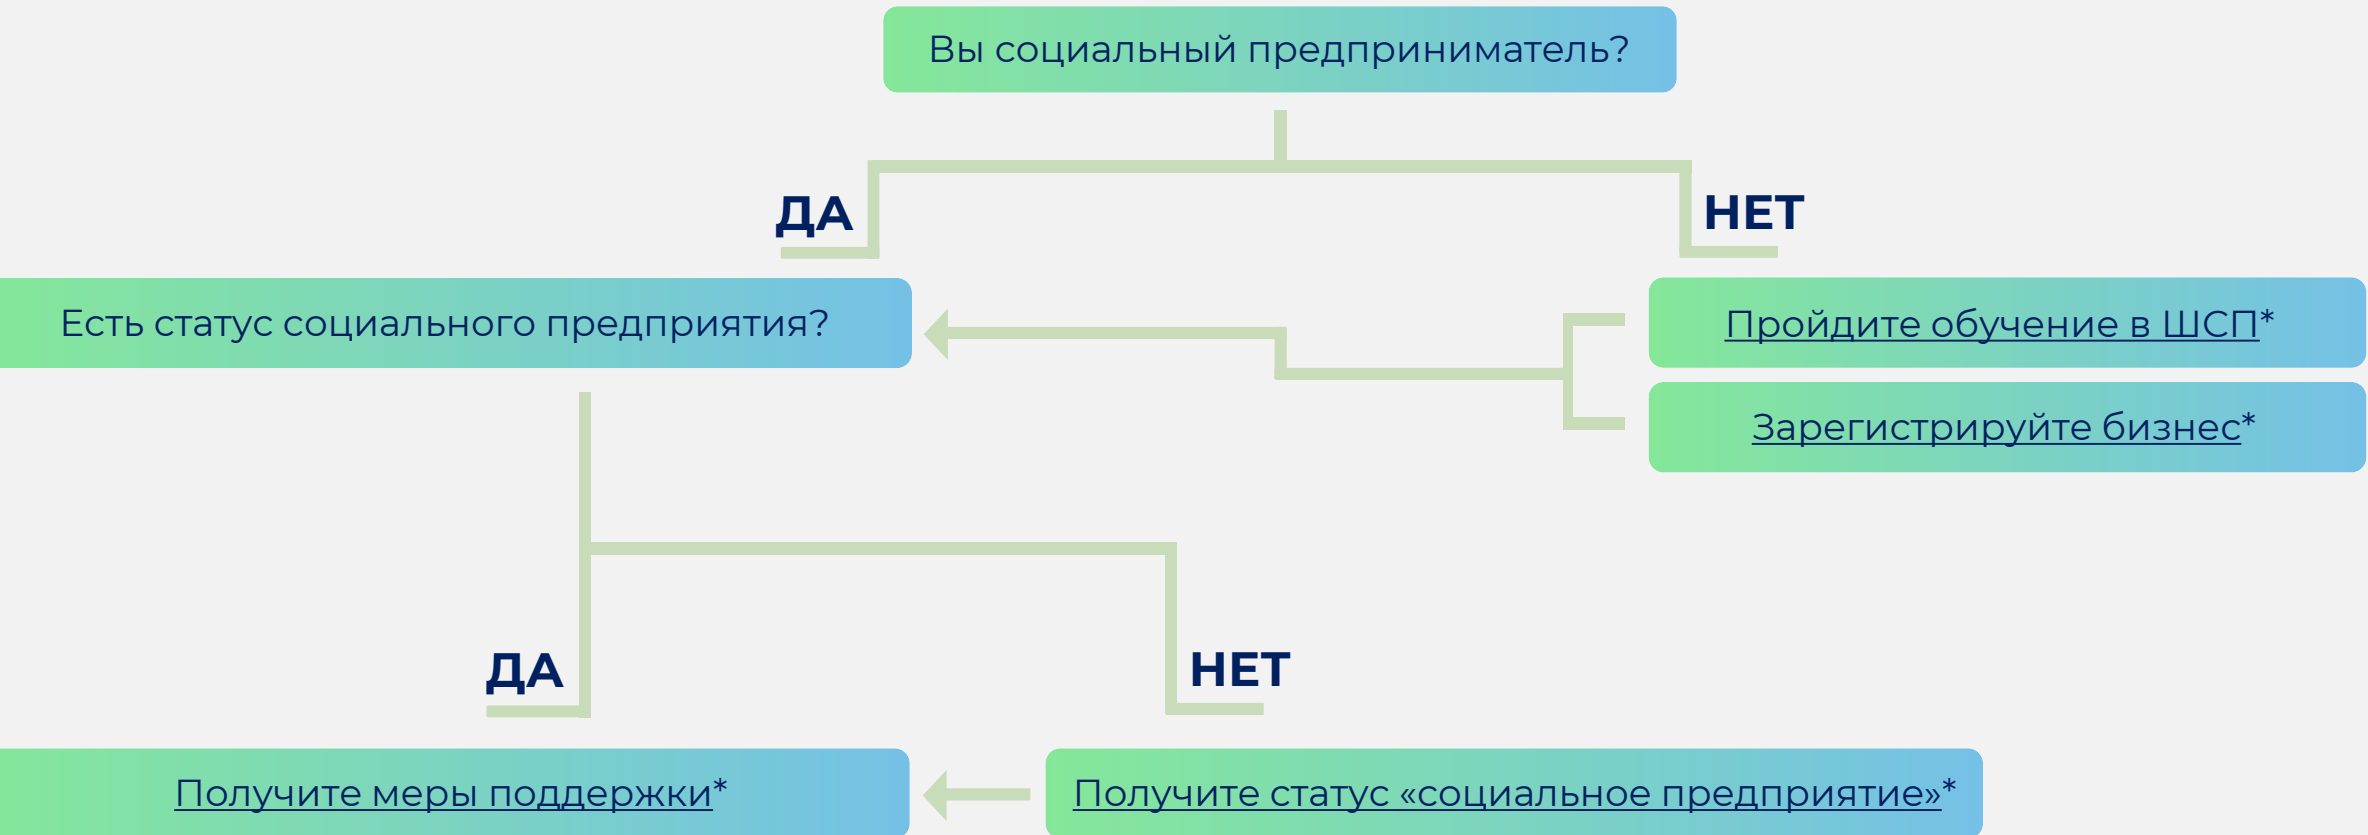 Вы социальный предприниматель?
ДА
НЕТ
Есть статус социального предприятия?
Пройдите обучение в ШСП*
Зарегистрируйте бизнес*
ДА
НЕТ
Получите меры поддержки*
Получите статус «социальное предприятие»*